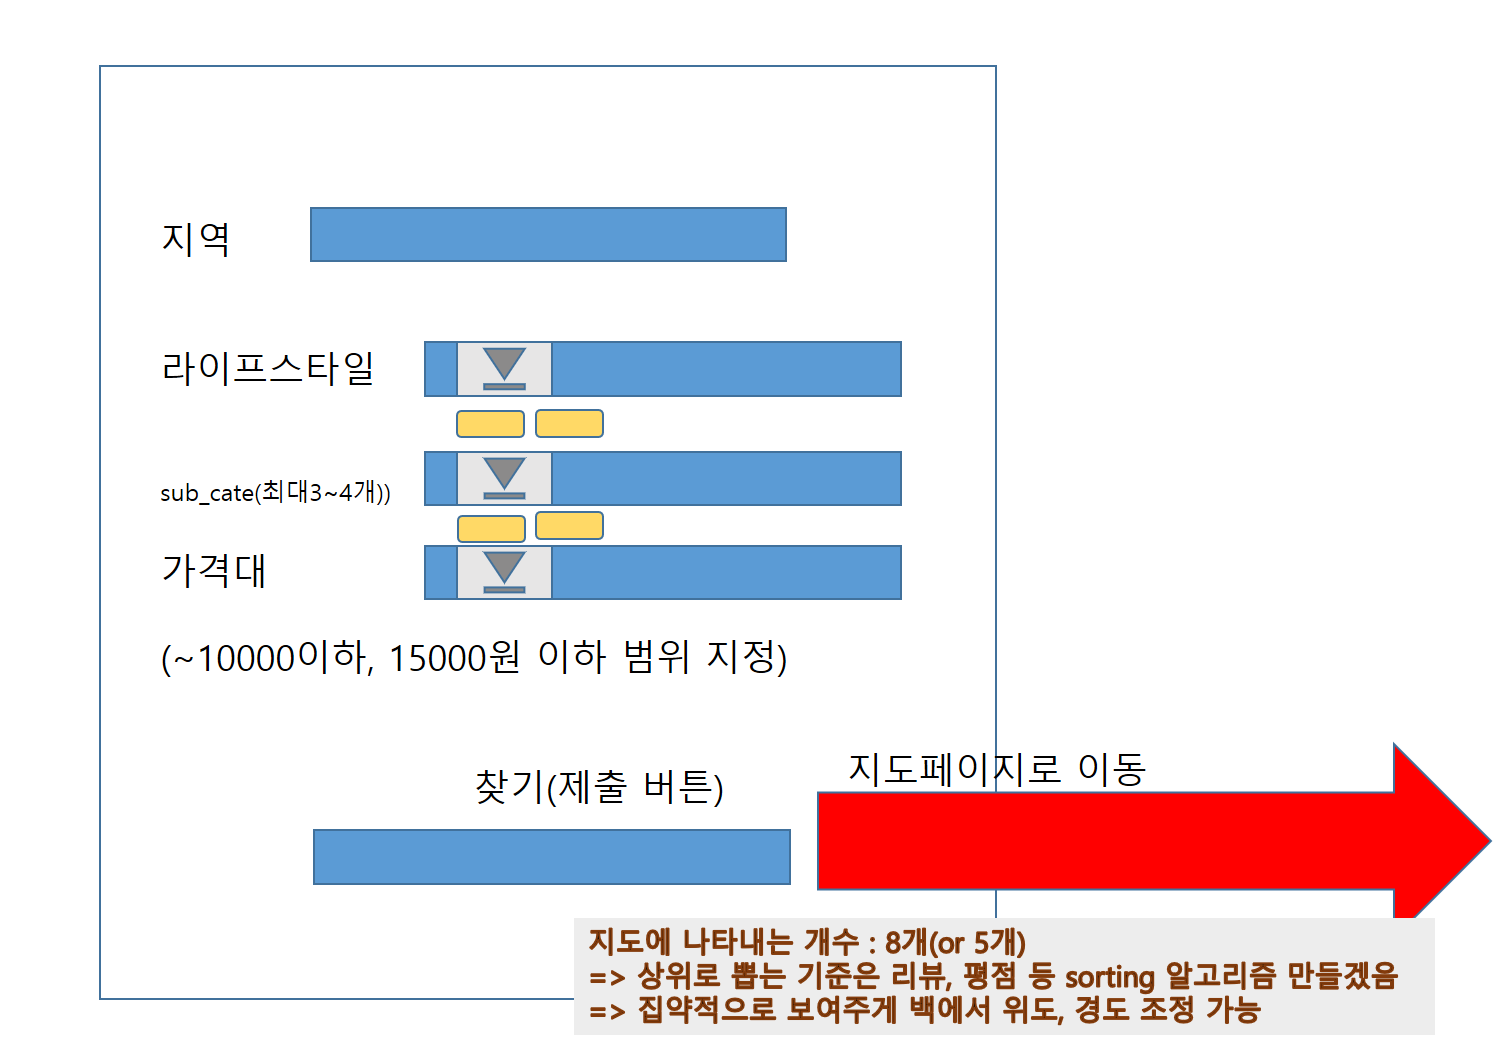 지역
라이프스타일
sub_cate(최대3~4개))
가격대
(~10000이하, 15000원 이하 범위 지정)
찾기(제출 버튼)
지도페이지로 이동
지도에 나타내는 개수 : 8개(or 5개)
=> 상위로 뽑는 기준은 리뷰, 평점 등 sorting 알고리즘 만들겠음
=> 집약적으로 보여주게 백에서 위도, 경도 조정 가능